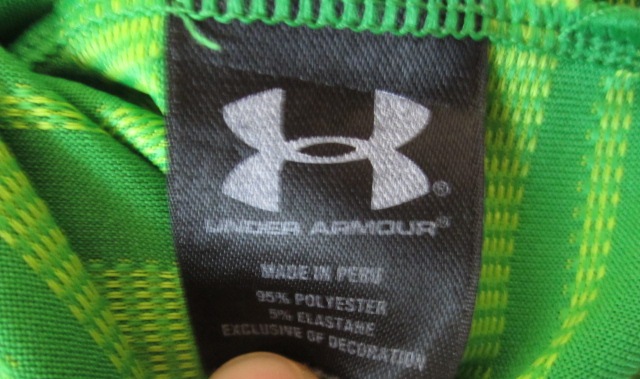 UNDER ARMOUR®
MADE IN PERU
95% POLYESTER
5% ELASTANE
EXCLUSIVE OF DECORATION